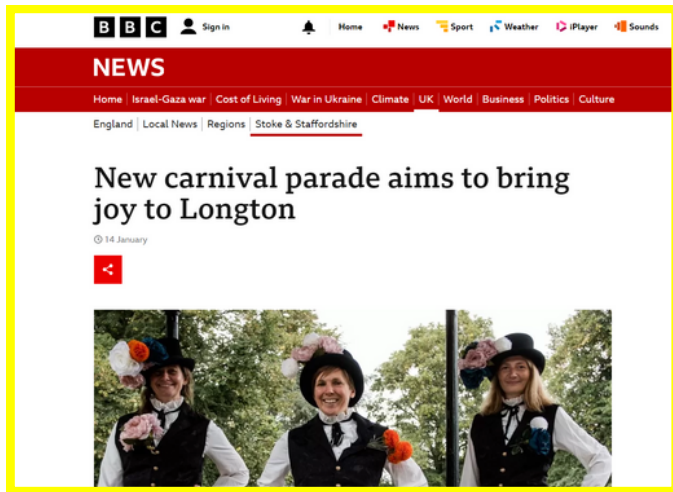 BBC Sign in Home News Sport Weather iPlayer Sounds
NEWS
Home Israel-Gaza war Cost of Living War in Ukraine Climate UK World Business Politics Culture
England Local News Regions Stoke & Staffordshire
New carnival parade aims to bring
joy to Longton
14 January